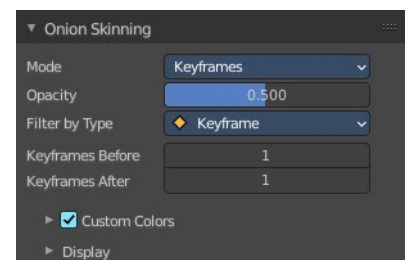 Onion Skinning
Mode Keyframes
Opacity 0.500
Filter by Type Keyframe
Keyframes Before 1
Keyframes After 1
Custom Colors
Display